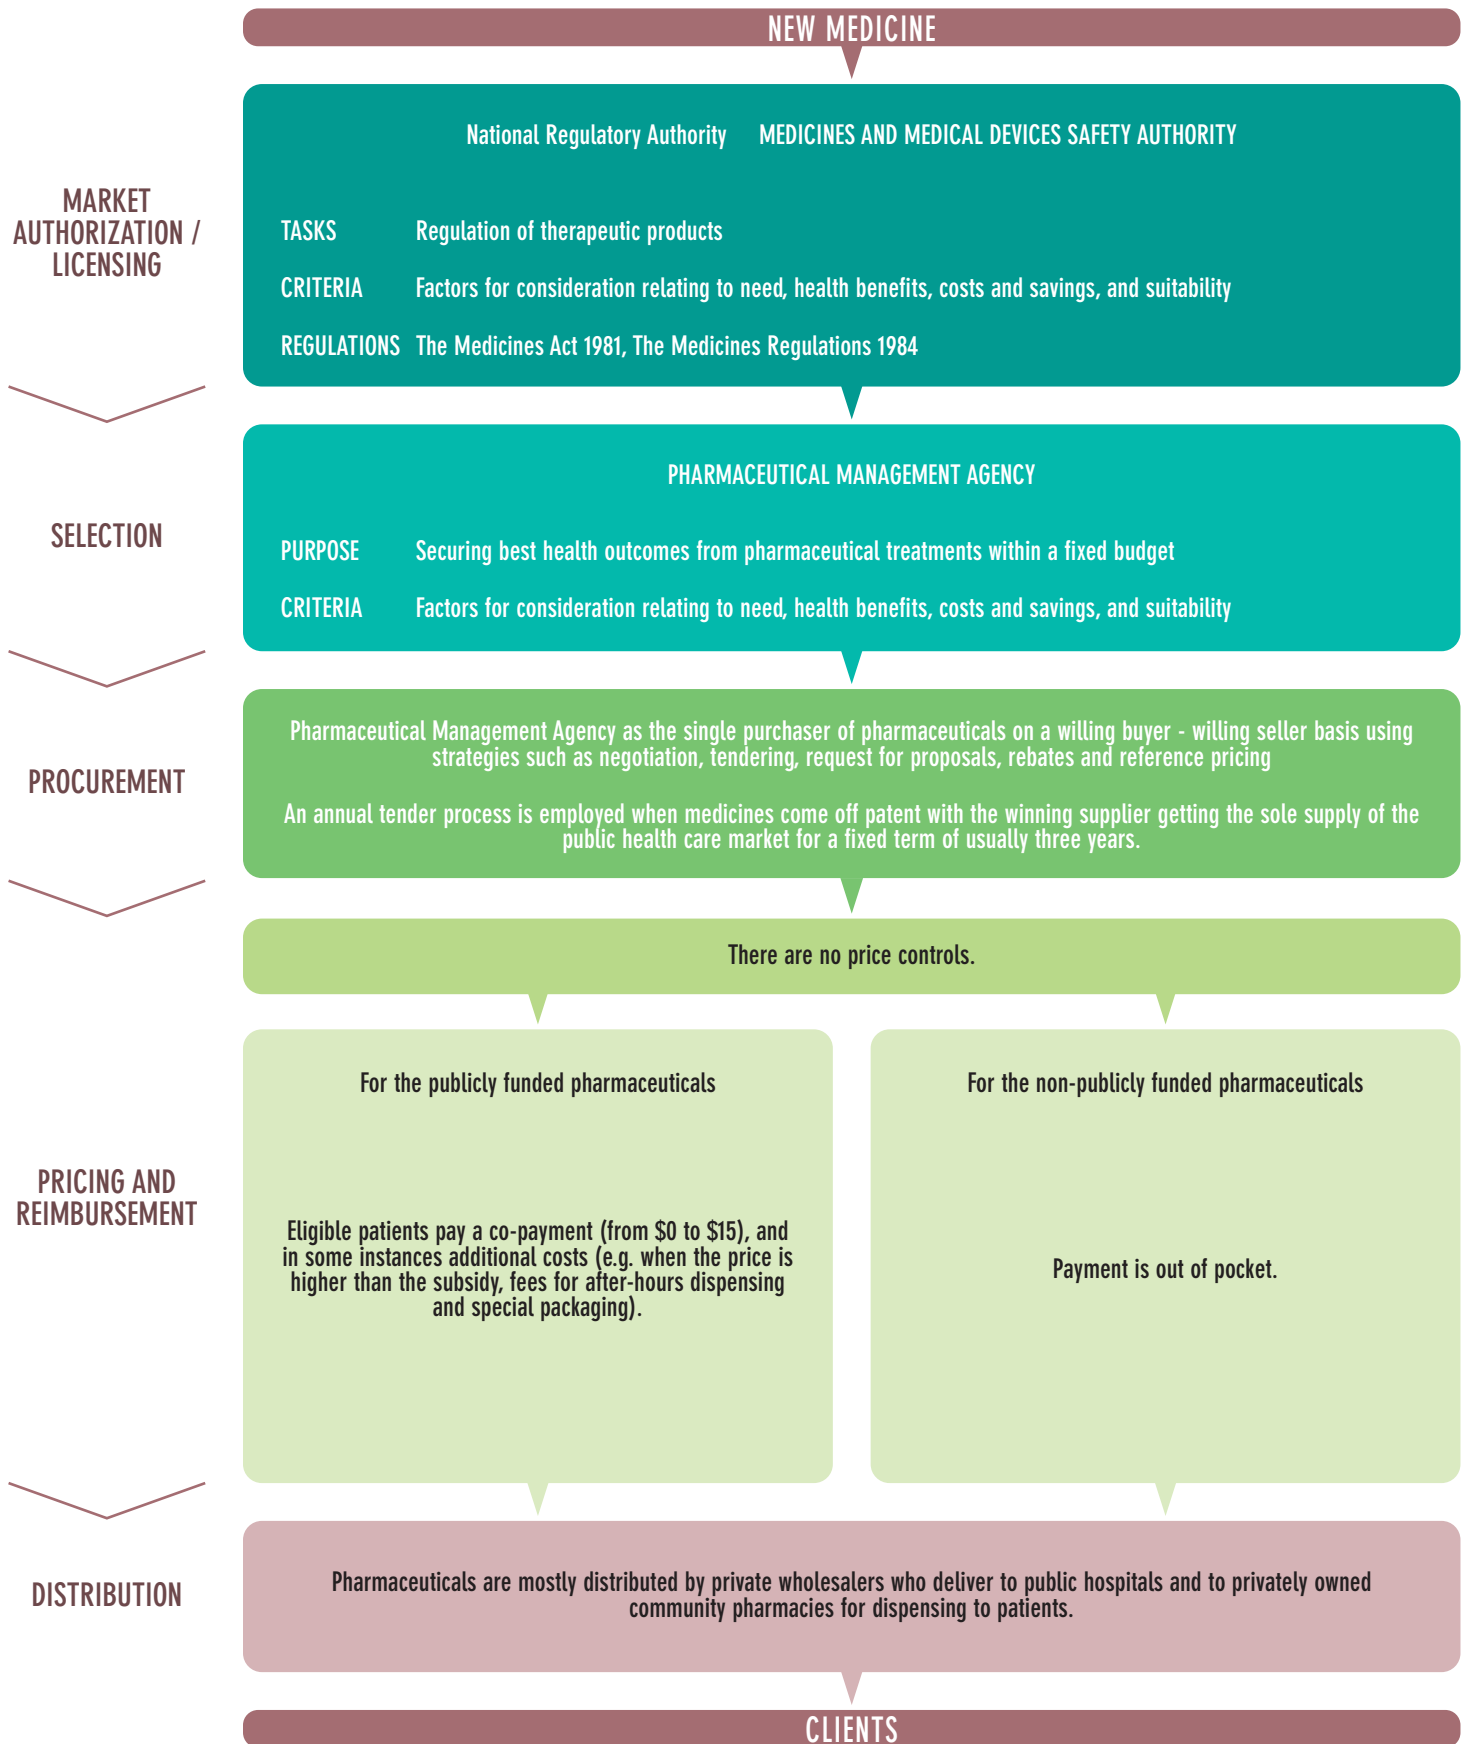 NEW MEDICINE
MARKET
AUTHORIZATION /
LICENSING
National Regulatory Authority MEDICINES AND MEDICAL DEVICES SAFETY AUTHORITY
TASKS Regulation of therapeutic products
CRITERIA Factors for consideration relating to need, health benefits, costs and savings, and suitability
REGULATIONS The Medicines Act 1981, The Medicines Regulations 1984
SELECTION
PHARMACEUTICAL MANAGEMENT AGENCY
PURPOSE Securing best health outcomes from pharmaceutical treatments within a fixed budget
CRITERIA Factors for consideration relating to need, health benefits, costs and savings, and suitability
PROCUREMENT
Pharmaceutical Management Agency as the single purchaser of pharmaceuticals on a willing buyer - willing seller basis using
strategies such as negotiation, tendering, request for proposals, rebates and reference pricing
An annual tender process is employed when medicines come off patent with the winning supplier getting the sole supply of the
public health care market for a fixed term of usually three years.
PRICING AND
REIMBURSEMENT
There are no price controls.
For the publicly funded pharmaceuticals
Eligible patients pay a co-payment (from $0 to $15), and
in some instances additional costs (e.g. when the price is
higher than the subsidy, fees for after-hours dispensing
and special packaging).
For the non-publicly funded pharmaceuticals
Payment is out of pocket.
DISTRIBUTION
Pharmaceuticals are mostly distributed by private wholesalers who deliver to public hospitals and to privately owned
community pharmacies for dispensing to patients.
CLIENTS